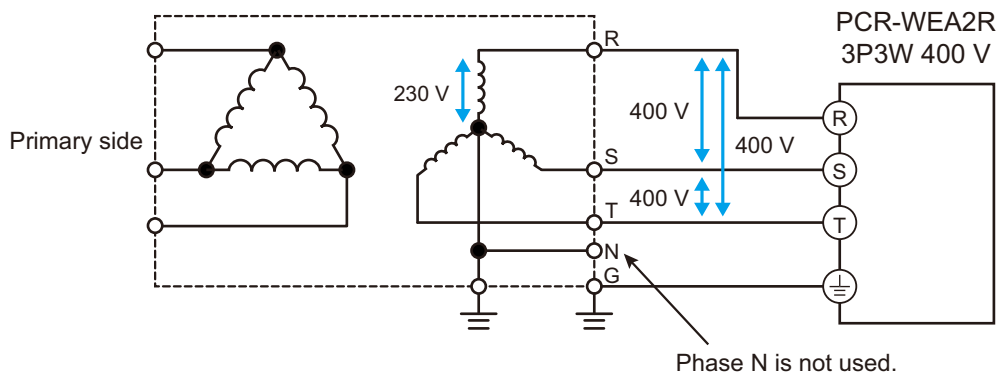 PCR-WEA2R
3P3W 400 V
R
230 V
400 V
R
Primary side
400 V
S
S
400 V
T
T
N
G
Phase N is not used.